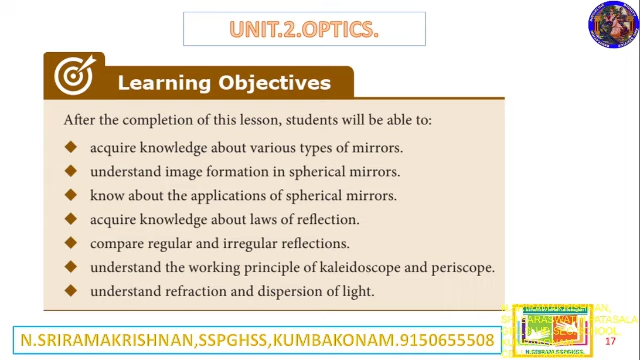 UNIT.2.OPTICS.
Learning Objectives
After the completion of this lesson, students will be able to:
acquire knowledge about various types of mirrors.
understand image formation in spherical mirrors.
know about the applications of spherical mirrors.
acquire knowledge about laws of reflection.
compare regular and irregular reflections.
understand the working principle of kaleidoscope and periscope.
understand refraction and dispersion of light.
N.SRIRAMAKRISHNAN,
N.SRIRAMAKRISHNAN,SSPGHSS,KUMBAKONAM.9150655508
17